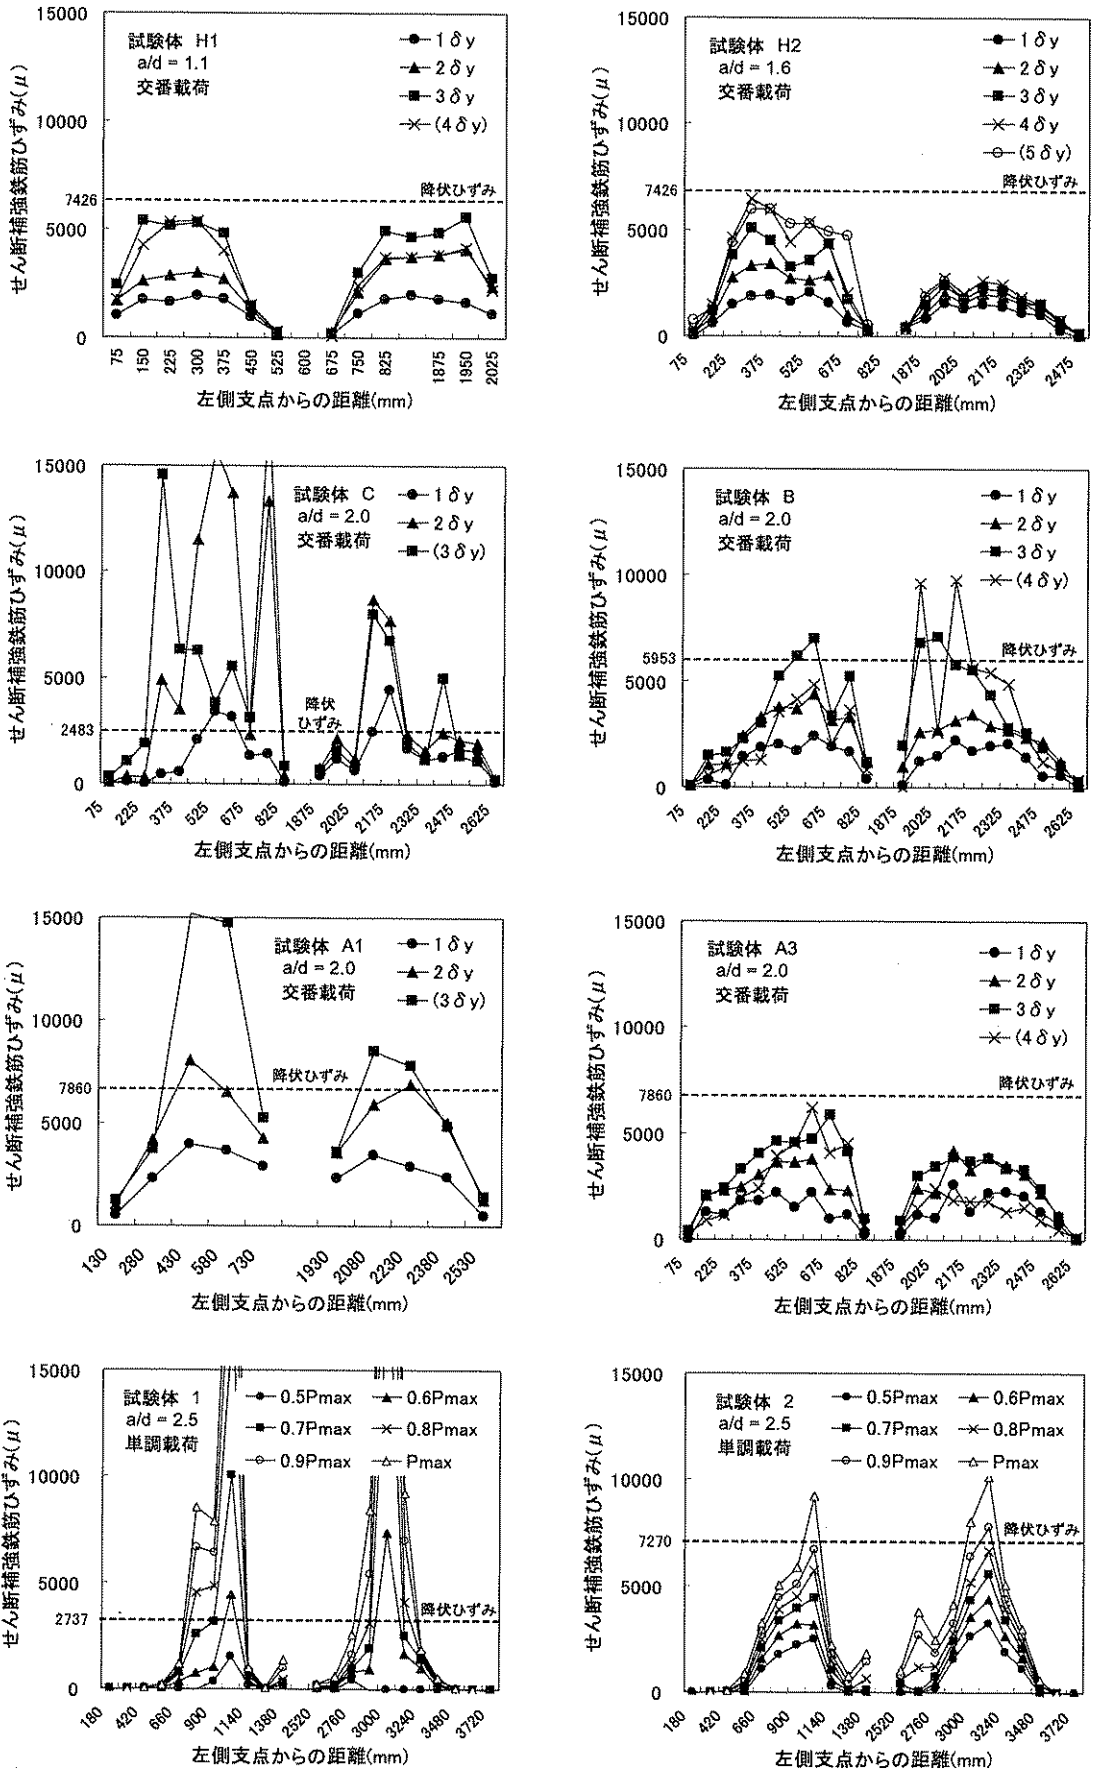 せん断補強鉄筋ひずみ(μ)
15000
10000
7426
5000
0
試験体 H1
a/d = 1.1
交番載荷
1δy
2δy
3δy
(4δy)
降伏ひずみ
75 150 225 300 375 450 525 600 675 750 825 1875 1950 2025
左側支点からの距離(mm)
せん断補強鉄筋ひずみ(μ)
15000
10000
7426
5000
0
試験体 H2
a/d = 1.6
交番載荷
1δy
2δy
3δy
4δy
(5δy)
降伏ひずみ
75 225 375 525 675 825 1875 2025 2175 2325 2475
左側支点からの距離(mm)
せん断補強鉄筋ひずみ(μ)
15000
10000
5000
2483
0
試験体 C
a/d = 2.0
交番載荷
1δy
2δy
(3δy)
降伏
ひずみ
75 225 375 525 675 825 1875 2025 2175 2325 2475 2625
左側支点からの距離(mm)
せん断補強鉄筋ひずみ(μ)
15000
10000
5953
5000
0
試験体 B
a/d = 2.0
交番載荷
1δy
2δy
3δy
(4δy)
降伏ひずみ
75 225 375 525 675 825 1875 2025 2175 2325 2475 2625
左側支点からの距離(mm)
せん断補強鉄筋ひずみ(μ)
15000
10000
7860
5000
0
試験体 A1
a/d = 2.0
交番載荷
1δy
2δy
(3δy)
降伏ひずみ
130 280 430 580 730 1930 2080 2230 2380 2530
左側支点からの距離(mm)
せん断補強鉄筋ひずみ(μ)
15000
10000
7860
5000
0
試験体 A3
a/d = 2.0
交番載荷
1δy
2δy
3δy
(4δy)
降伏ひずみ
75 225 375 525 675 825 1875 2025 2175 2325 2475 2625
左側支点からの距離(mm)
せん断補強鉄筋ひずみ(μ)
15000
10000
5000
2737
0
試験体 1
a/d = 2.5
単調載荷
0.5Pmax 0.6Pmax
0.7Pmax 0.8Pmax
0.9Pmax Pmax
降伏ひずみ
180 420 660 900 1140 1380 2520 2760 3000 3240 3480 3720
左側支点からの距離(mm)
せん断補強鉄筋ひずみ(μ)
15000
10000
7270
5000
0
試験体 2
a/d = 2.5
単調載荷
0.5Pmax 0.6Pmax
0.7Pmax 0.8Pmax
0.9Pmax Pmax
降伏ひずみ
180 420 660 900 1140 1380 2520 2760 3000 3240 3480 3720
左側支点からの距離(mm)